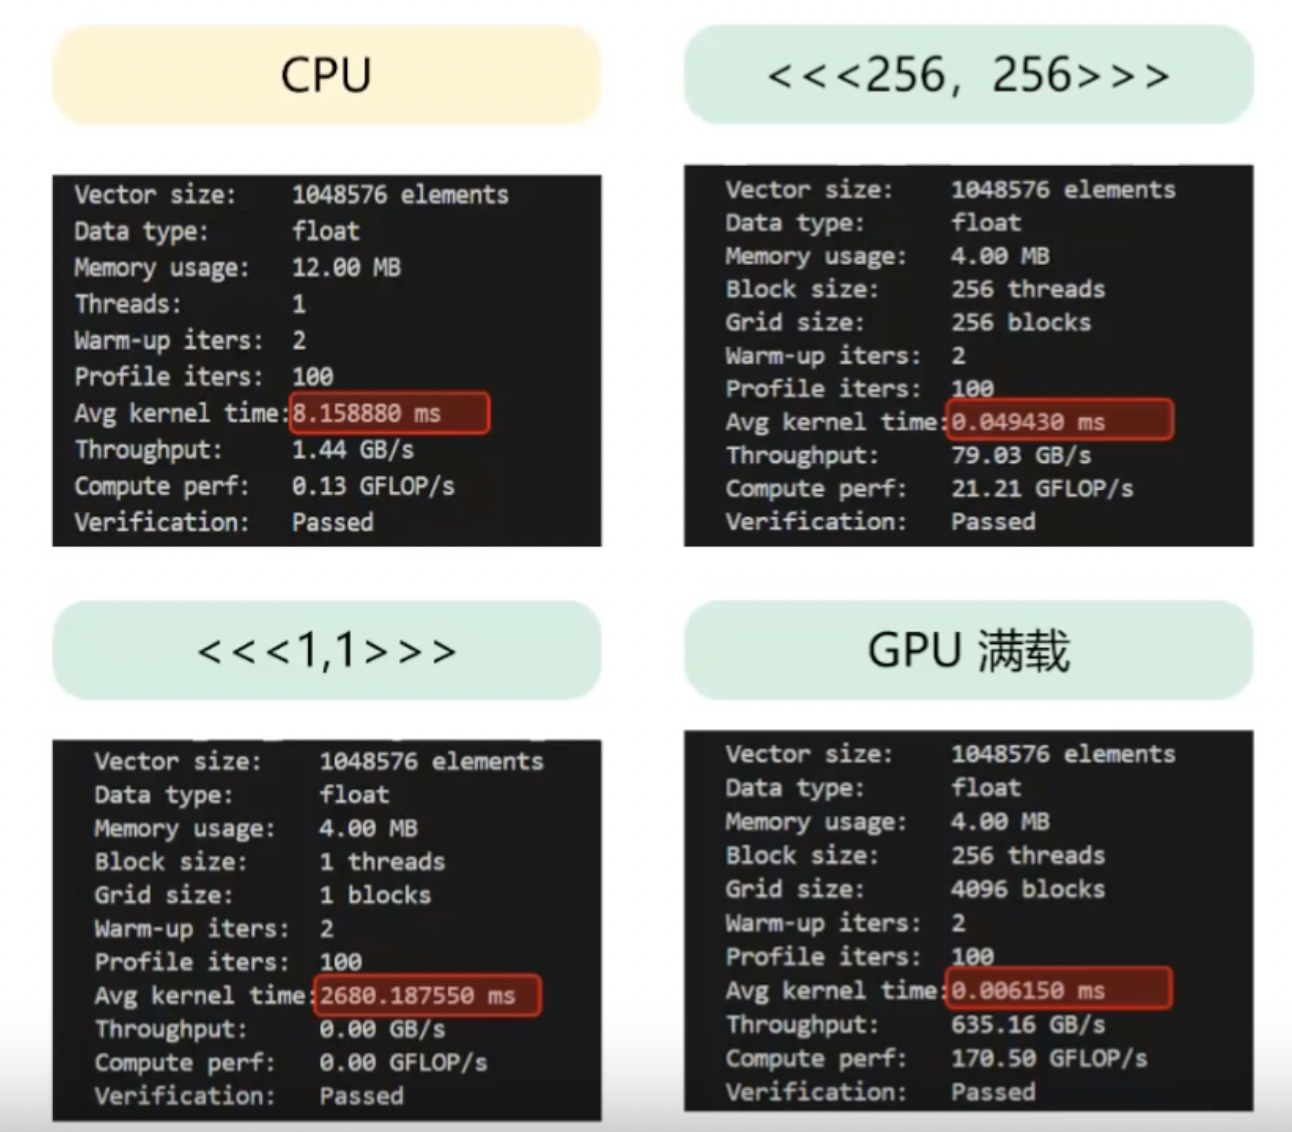 CPU
Vector size: 1048576 elements
Data type: float
Memory usage: 12.00 MB
Threads: 1
Warm-up iters: 2
Profile iters: 100
Avg kernel time:8.158880 ms
Throughput: 1.44 GB/s
Compute perf: 0.13 GFLOP/s
Verification: Passed
<<<256，256>>>
Vector size: 1048576 elements
Data type: float
Memory usage: 4.00 MB
Block size: 256 threads
Grid size: 256 blocks
Warm-up iters: 2
Profile iters: 100
Avg kernel time:0.049430 ms
Throughput: 79.03 GB/s
Compute perf: 21.21 GFLOP/s
Verification: Passed
<<<1,1>>>
Vector size: 1048576 elements
Data type: float
Memory usage: 4.00 MB
Block size: 1 threads
Grid size: 1 blocks
Warm-up iters: 2
Profile iters: 100
Avg kernel time:2680.187550 ms
Throughput: 0.00 GB/s
Compute perf: 0.00 GFLOP/s
Verification: Passed
GPU 满载
Vector size: 1048576 elements
Data type: float
Memory usage: 4.00 MB
Block size: 256 threads
Grid size: 4096 blocks
Warm-up iters: 2
Profile iters: 100
Avg kernel time:0.006150 ms
Throughput: 635.16 GB/s
Compute perf: 170.50 GFLOP/s
Verification: Passed